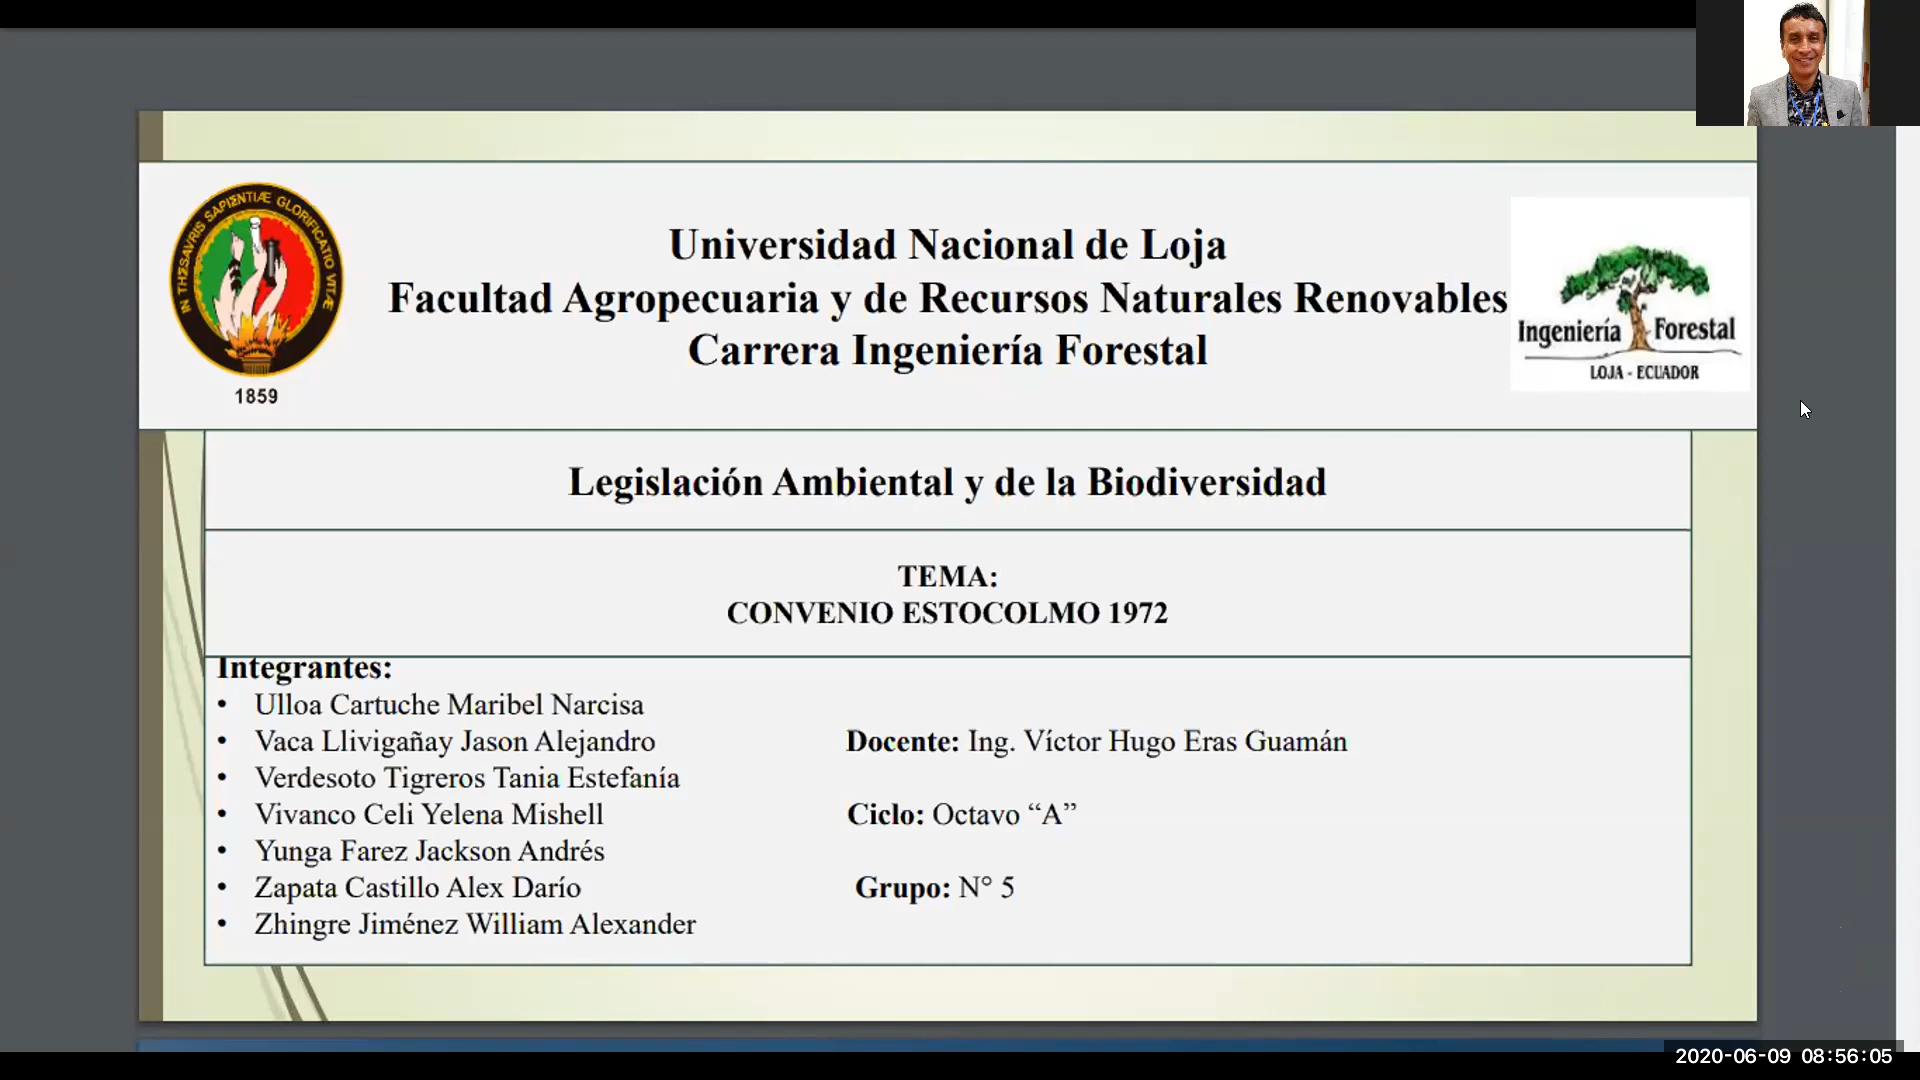 IN THESAVRIS SAPIENTIÆ GLORIFICATIO VITÆ
1859
Universidad Nacional de Loja
Facultad Agropecuaria y de Recursos Naturales Renovables
Carrera Ingeniería Forestal
Ingeniería Forestal
LOJA - ECUADOR
Legislación Ambiental y de la Biodiversidad
TEMA:
CONVENIO ESTOCOLMO 1972
Integrantes:
• Ulloa Cartuche Maribel Narcisa
• Vaca Llivigañay Jason Alejandro
• Verdesoto Tigreros Tania Estefanía
• Vivanco Celi Yelena Mishell
• Yunga Farez Jackson Andrés
• Zapata Castillo Alex Darío
• Zhingre Jiménez William Alexander
Docente: Ing. Víctor Hugo Eras Guamán
Ciclo: Octavo “A”
Grupo: N° 5
2020-06-09 08:56:05